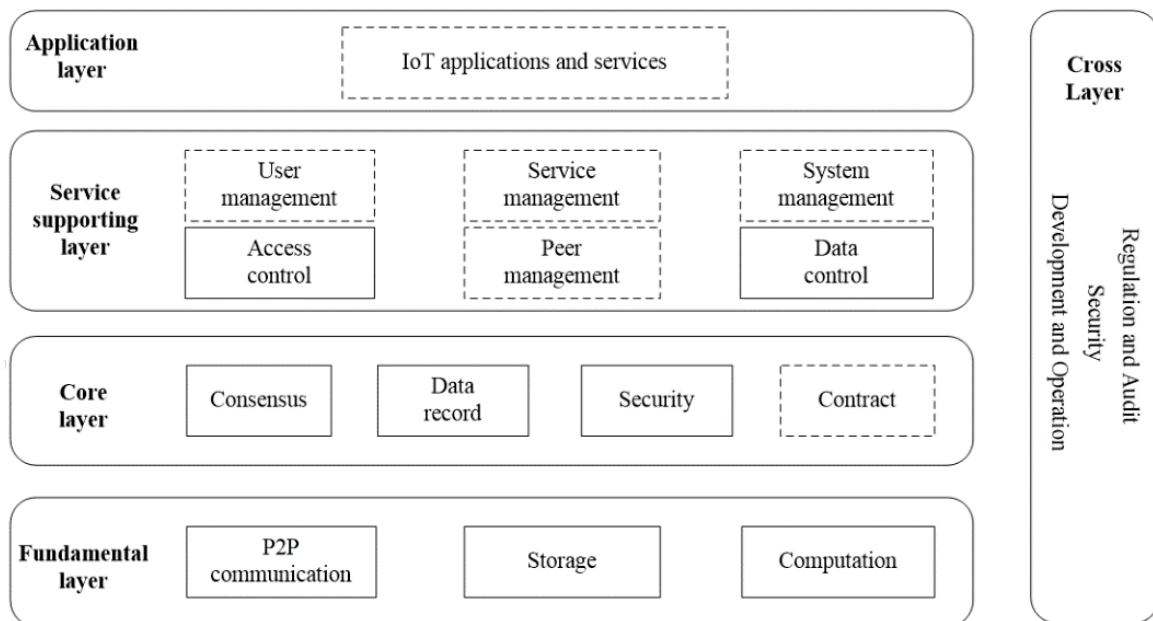 Application
layer
IoT applications and services
Service
supporting
layer
User
management
Service
management
System
management
Access
control
Peer
management
Data
control
Core
layer
Consensus
Data
record
Security
Contract
Fundamental
layer
P2P
communication
Storage
Computation
Cross
Layer
Regulation and Audit
Security
Development and Operation